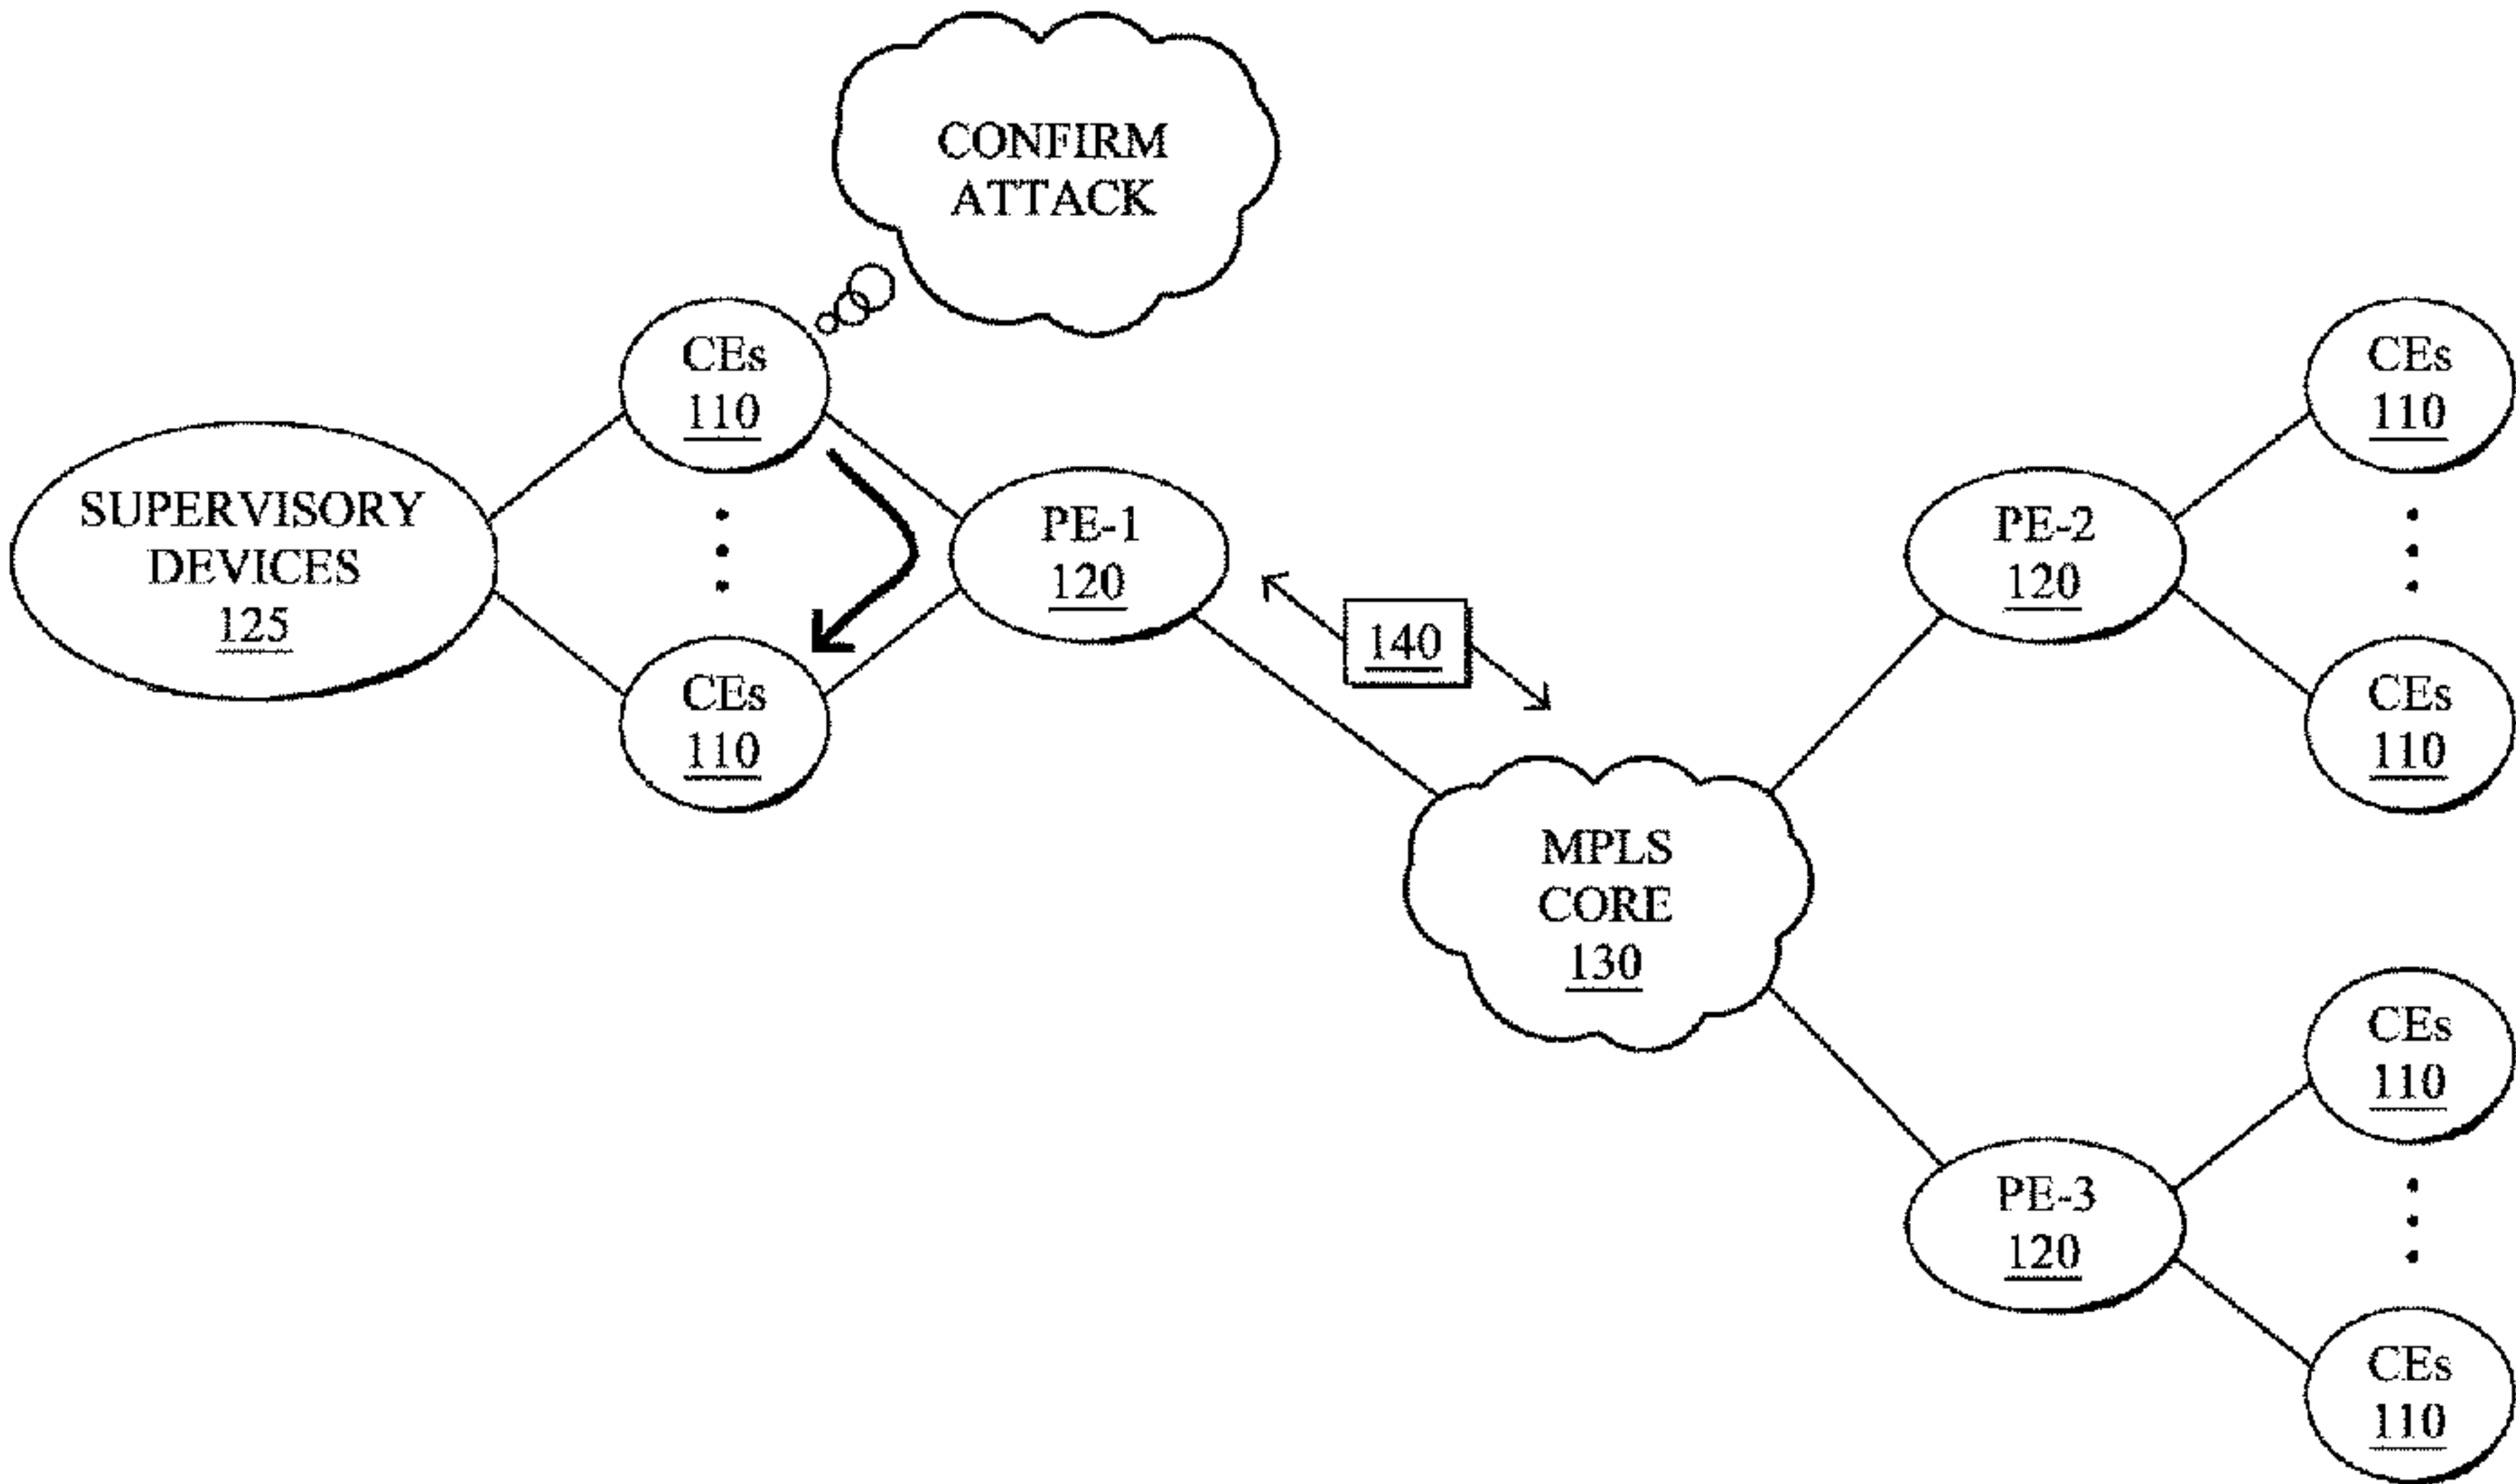 CONFIRM
ATTACK
CEs
110
SUPERVISORY
DEVICES
125
CEs
110
PE-1
120
140
MPLS
CORE
130
PE-2
120
CEs
110
CEs
110
PE-3
120
CEs
110
CEs
110